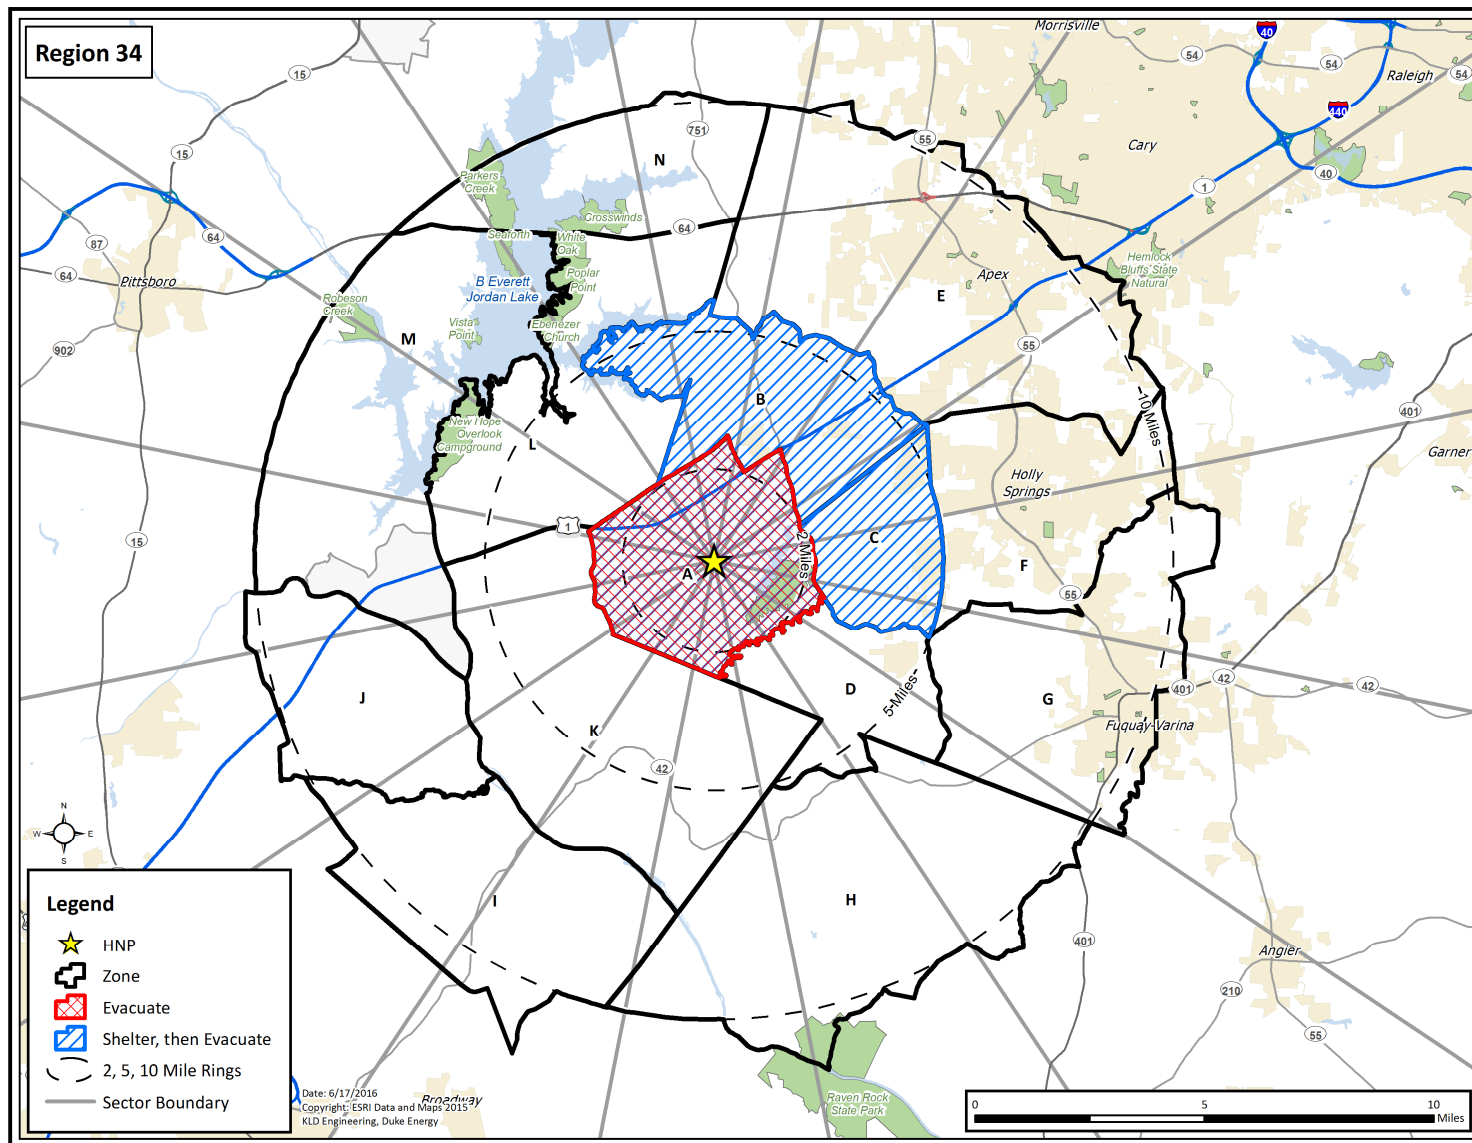 Region 34
Morrisville
40
54
54
54
Raleigh
15
440
751
55
Cary
15
N
40
Parkers
Creek
1
Crosswinds
64
87
64
Seaforth
White
Oak
64
Pittsboro
B Everett
Jordan Lake
Poplar
Point
Apex
Hemlock
Bluffs State
Natural
E
Robeson
Creek
Vista
Point
Ebenezer
Church
M
902
55
B
10 Miles
401
New Hope
Overlook
Campground
L
Garner
Holly
Springs
1
15
C
2 Miles
A
F
55
D
5-Miles
J
G
401
42
42
K
Fuquay-Varina
42
N
W
E
S
I
H
401
Angier
210
55
Legend
HNP
Zone
Evacuate
Shelter, then Evacuate
2, 5, 10 Mile Rings
Sector Boundary
Date: 6/17/2016
Copyright: ESRI Data and Maps 2015
KLD Engineering, Duke Energy
Broadway
Raven Rock
State Park
0
5
10
Miles